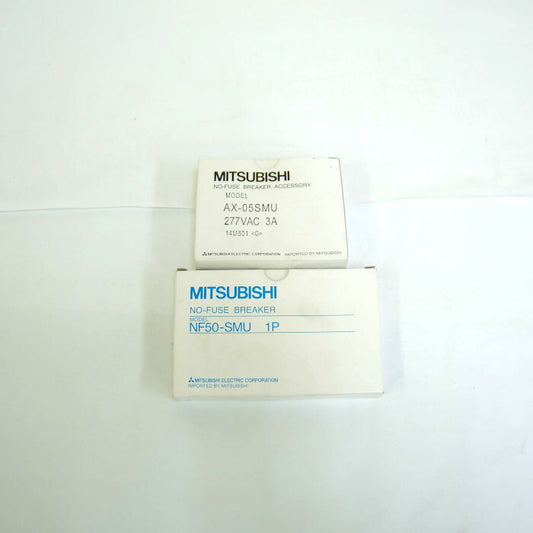 MITSUBISHI
NO-FUSE BREAKER ACCESSORY
MODEL
AX-05SMU
277VAC 3A
14M801 <G>
MITSUBISHI ELECTRIC CORPORATION IMPORTED BY MITSUBISHI
MITSUBISHI
NO-FUSE BREAKER
MODEL
NF50-SMU 1P
MITSUBISHI ELECTRIC CORPORATION
IMPORTED BY MITSUBISHI